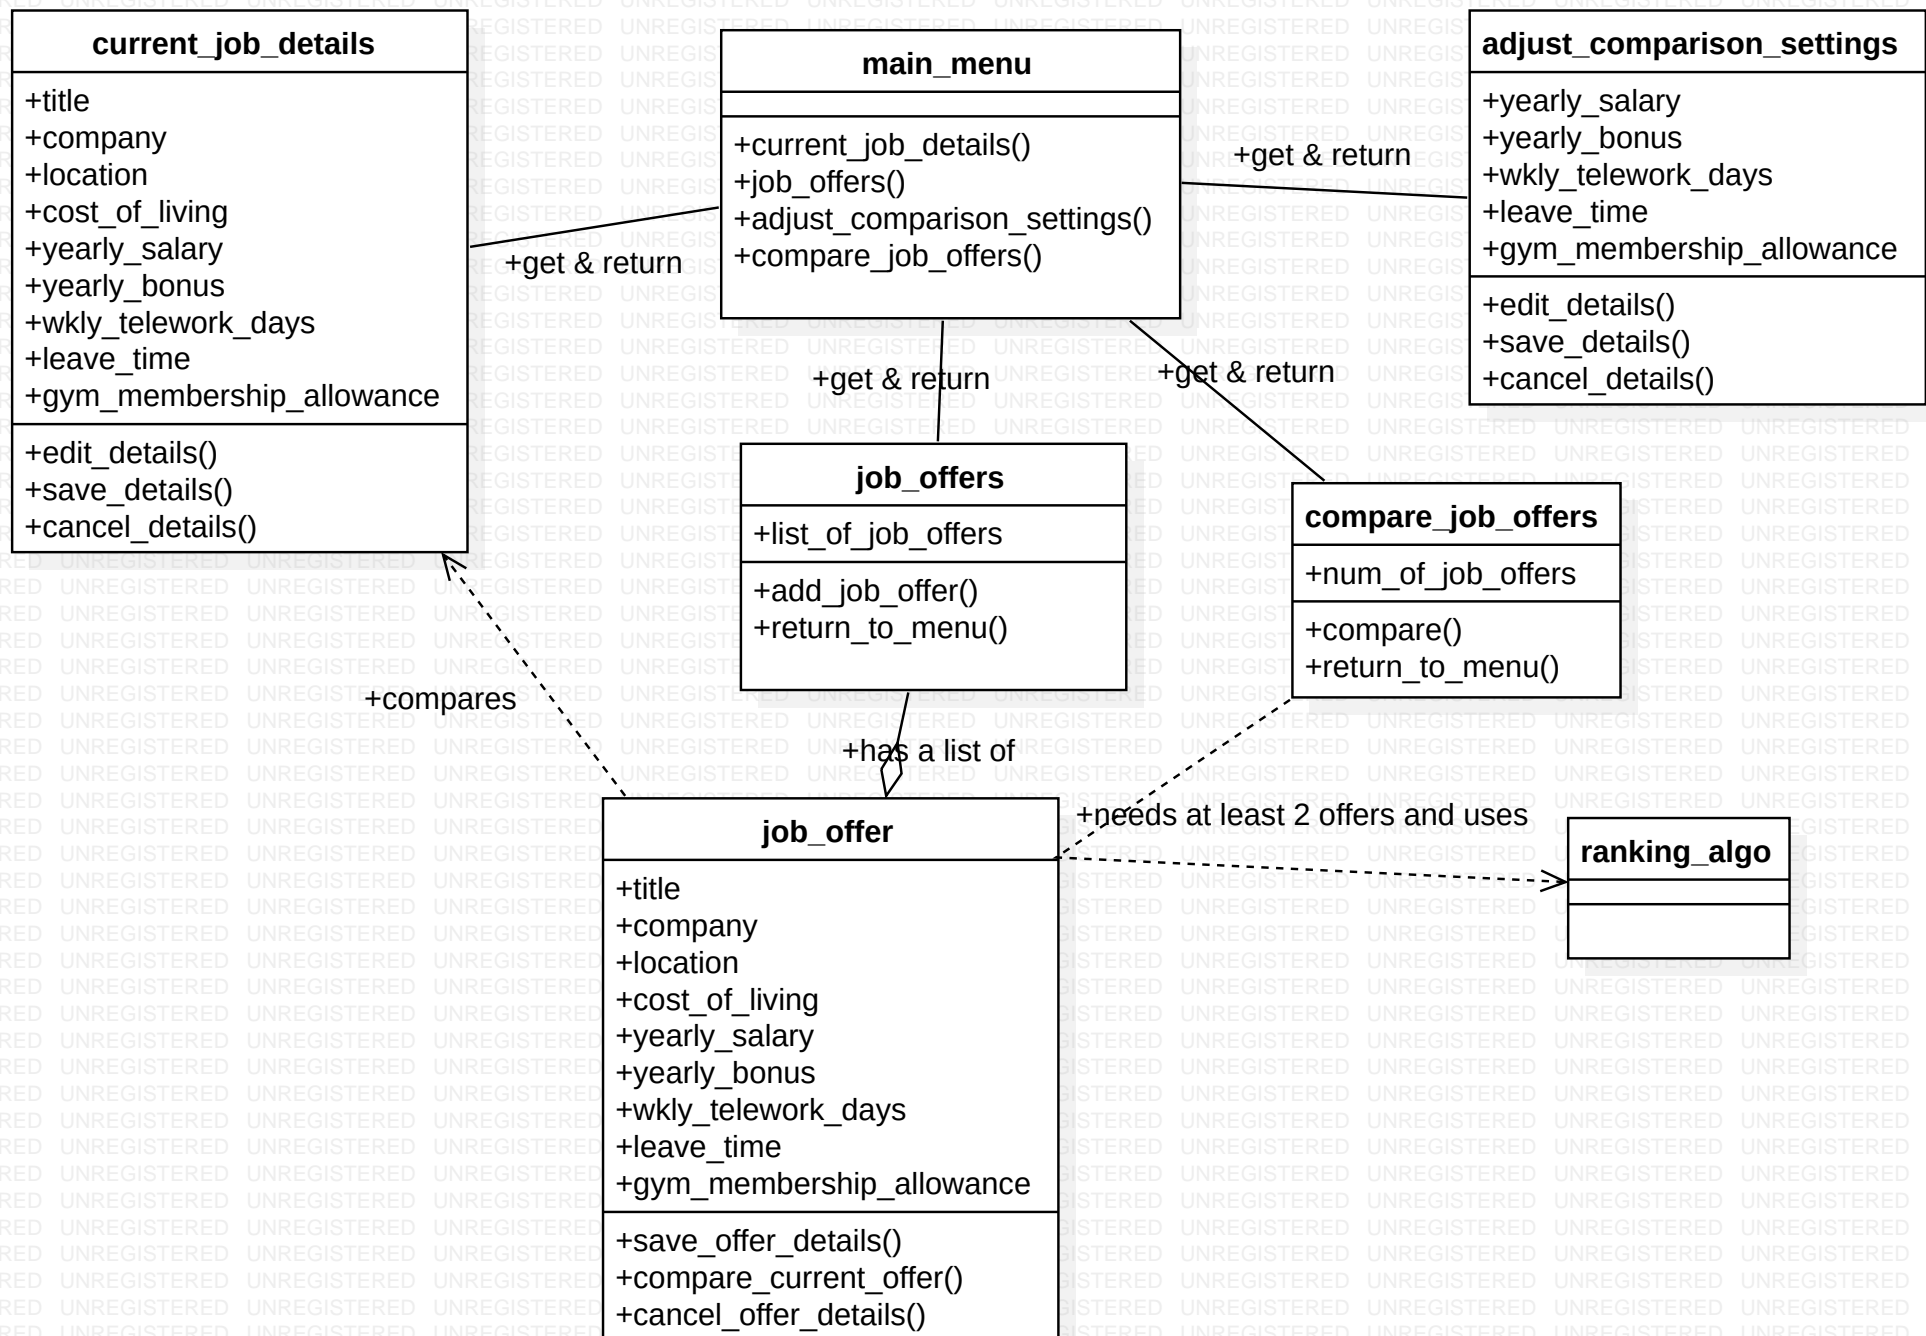 current_job_details
+title
+company
+location
+cost_of_living
+yearly_salary
+yearly_bonus
+wkly_telework_days
+leave_time
+gym_membership_allowance
+edit_details()
+save_details()
+cancel_details()
main_menu
+current_job_details()
+job_offers()
+adjust_comparison_settings()
+compare_job_offers()
adjust_comparison_settings
+yearly_salary
+yearly_bonus
+wkly_telework_days
+leave_time
+gym_membership_allowance
+edit_details()
+save_details()
+cancel_details()
+get & return
+get & return
+get & return
+get & return
job_offers
+list_of_job_offers
+add_job_offer()
+return_to_menu()
compare_job_offers
+num_of_job_offers
+compare()
+return_to_menu()
+compares
+has a list of
+needs at least 2 offers and uses
job_offer
+title
+company
+location
+cost_of_living
+yearly_salary
+yearly_bonus
+wkly_telework_days
+leave_time
+gym_membership_allowance
+save_offer_details()
+compare_current_offer()
+cancel_offer_details()
ranking_algo
UNREGISTERED